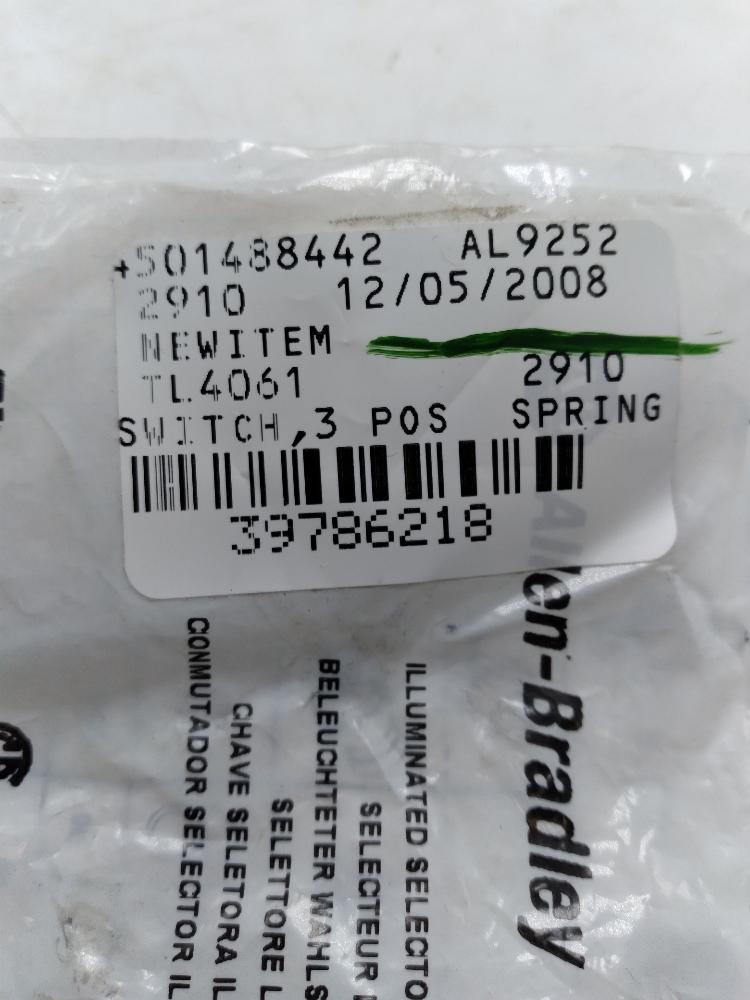 +501488442 AL9252
2910 12/05/2008
NEWITEM
TL4061 2910
SWITCH,3 POS SPRING
39786218
Allen-Bradley
ILLUMINATED SELECTO
SELECTEUR
BELEUCHTETER WAHLS
SELETTORE L
CHAVE SELETORA IL
CONMUTADOR SELECTOR IL